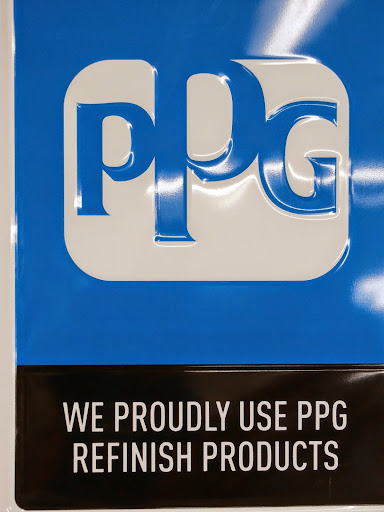 PPG
WE PROUDLY USE PPG
REFINISH PRODUCTS